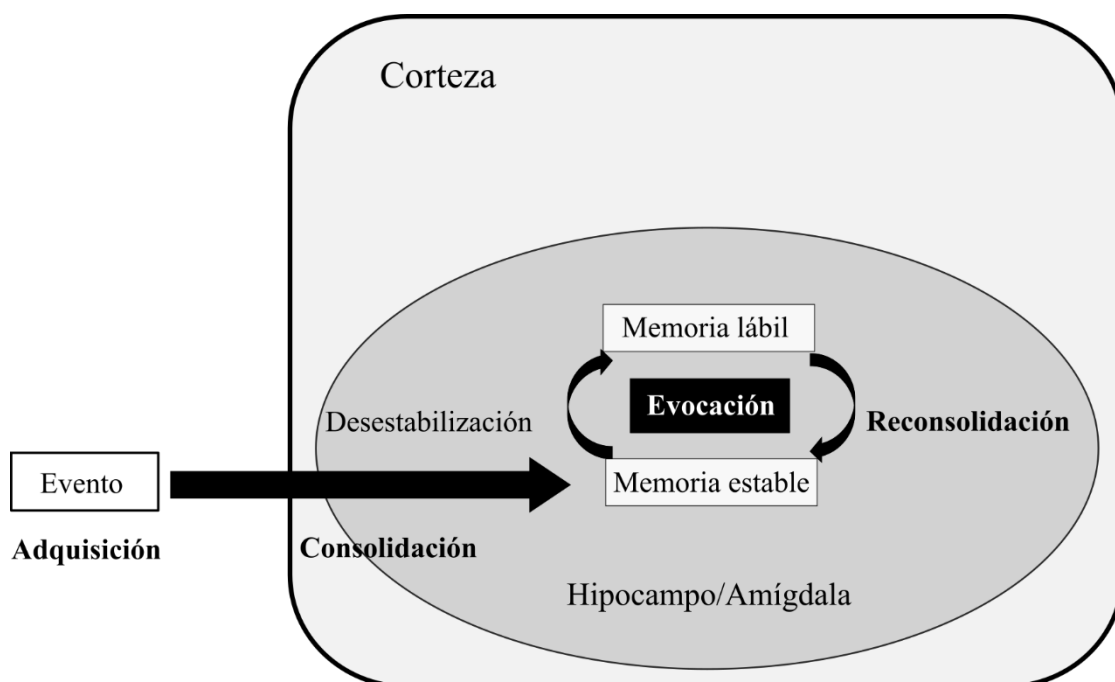 Corteza
Memoria lábil
Evocación
Desestabilización
Reconsolidación
Evento
Memoria estable
Adquisición
Consolidación
Hipocampo/Amígdala